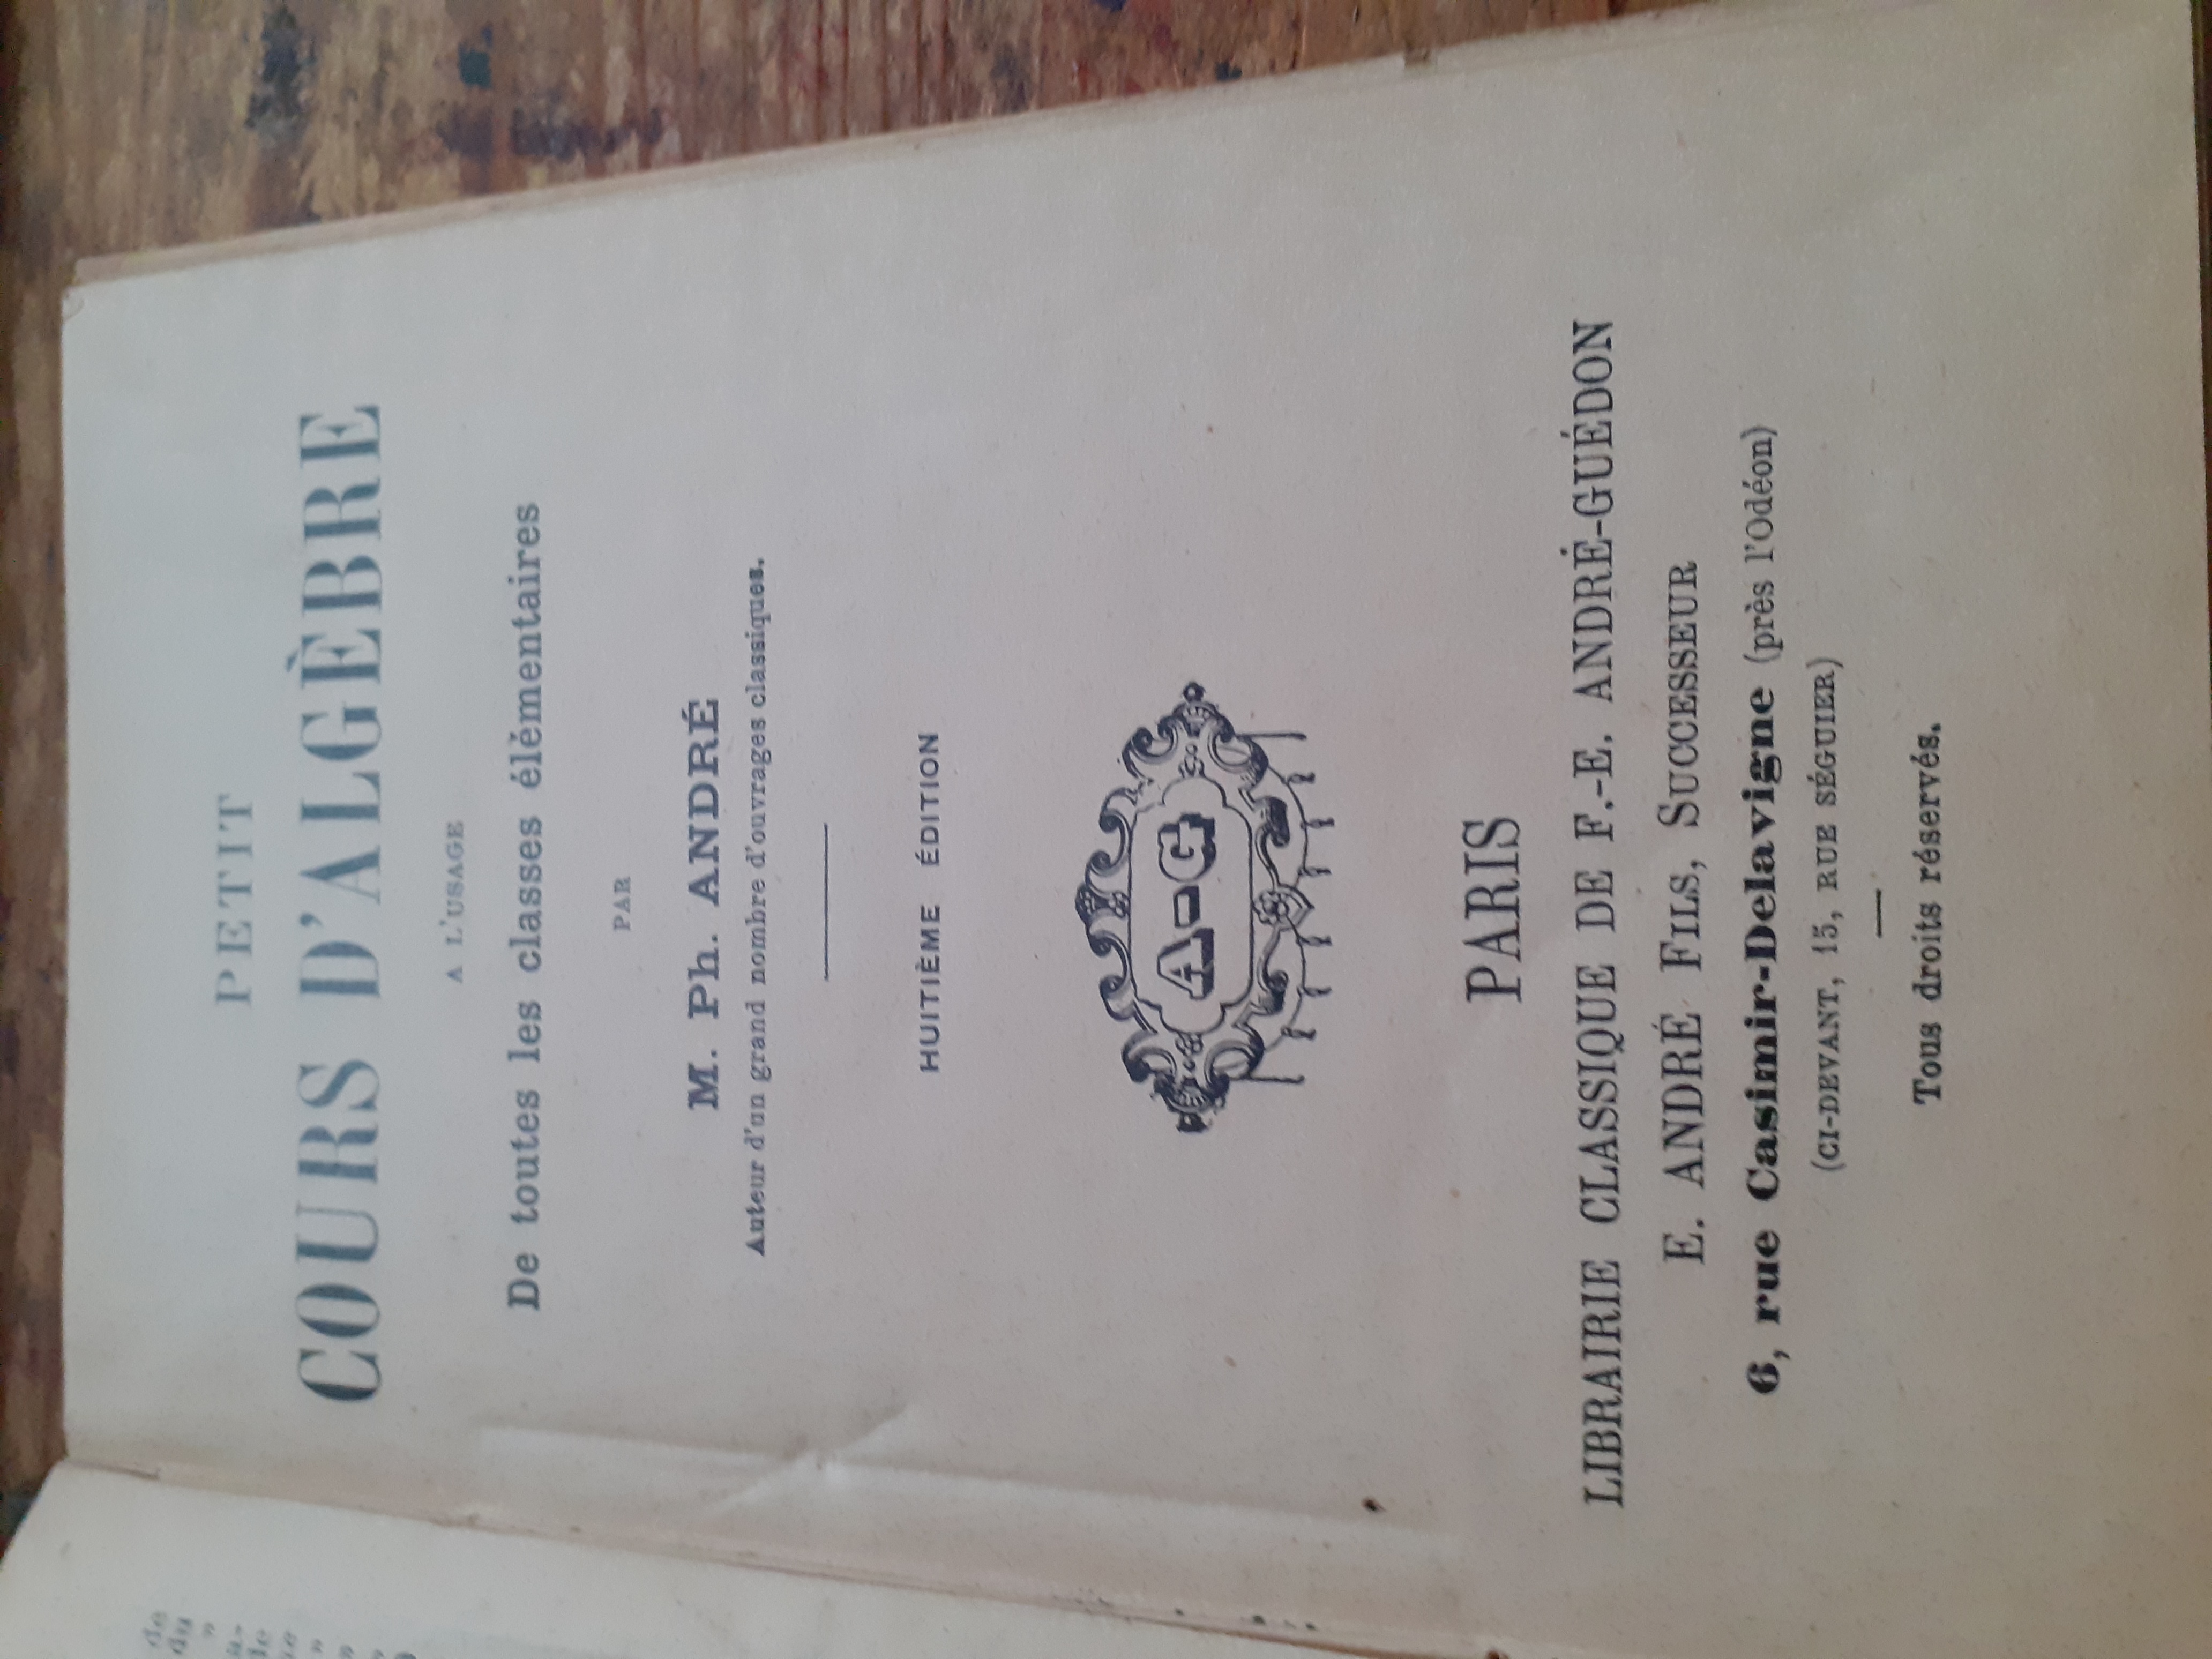 PETIT
COURS D'ALGÈBRE
A L'USAGE
De toutes les classes élémentaires
PAR
M. Ph. ANDRÉ
Auteur d'un grand nombre d'ouvrages classiques.
HUITIÈME ÉDITION
A-G
PARIS
LIBRAIRIE CLASSIQUE DE F.-E. ANDRÉ-GUÉDON
E. ANDRÉ FILS, SUCCESSEUR
6, rue Casimir-Delavigne (près l'Odéon)
(CI-DEVANT, 15, RUE SÉGUIER)
Tous droits réservés.